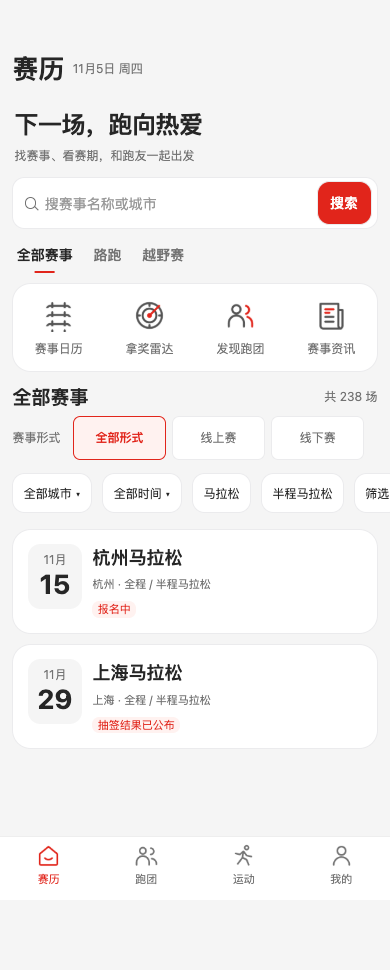 赛历 11月5日 周四
下一场，跑向热爱
找赛事、看赛期，和跑友一起出发
搜赛事名称或城市 搜索
全部赛事 路跑 越野赛
赛事日历 拿奖雷达 发现跑团 赛事资讯
全部赛事 共 238 场
赛事形式 全部形式 线上赛 线下赛
全部城市 ▾ 全部时间 ▾ 马拉松 半程马拉松 筛选
11月
15
杭州马拉松
杭州 · 全程 / 半程马拉松
报名中
11月
29
上海马拉松
上海 · 全程 / 半程马拉松
抽签结果已公布
赛历 跑团 运动 我的